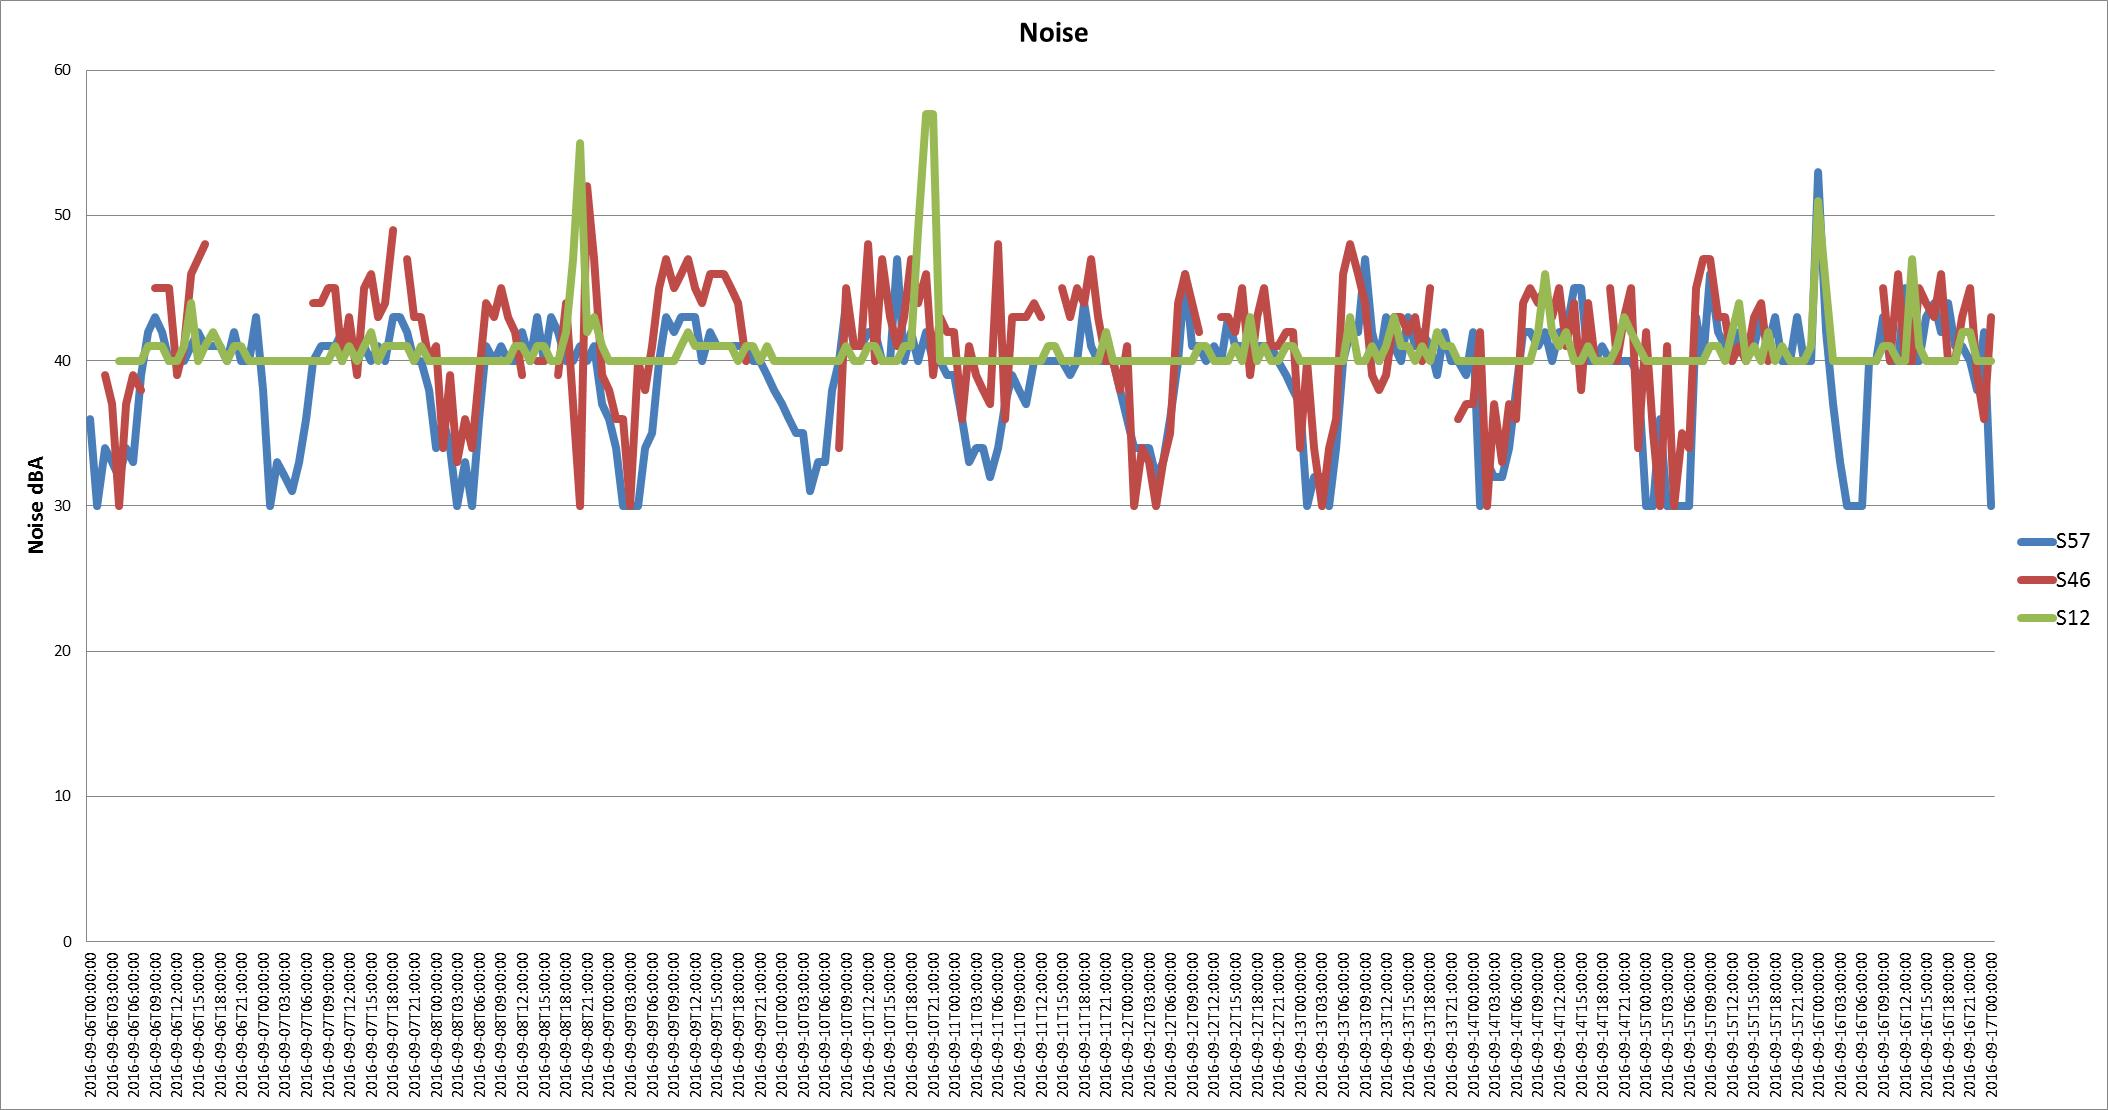 Noise
60
50
40
30
20
10
0
Noise dBA
S57
S46
S12
2016-09-06T00:00:00
2016-09-06T03:00:00
2016-09-06T06:00:00
2016-09-06T09:00:00
2016-09-06T12:00:00
2016-09-06T15:00:00
2016-09-06T18:00:00
2016-09-06T21:00:00
2016-09-07T00:00:00
2016-09-07T03:00:00
2016-09-07T06:00:00
2016-09-07T09:00:00
2016-09-07T12:00:00
2016-09-07T15:00:00
2016-09-07T18:00:00
2016-09-07T21:00:00
2016-09-08T00:00:00
2016-09-08T03:00:00
2016-09-08T06:00:00
2016-09-08T09:00:00
2016-09-08T12:00:00
2016-09-08T15:00:00
2016-09-08T18:00:00
2016-09-08T21:00:00
2016-09-09T00:00:00
2016-09-09T03:00:00
2016-09-09T06:00:00
2016-09-09T09:00:00
2016-09-09T12:00:00
2016-09-09T15:00:00
2016-09-09T18:00:00
2016-09-09T21:00:00
2016-09-10T00:00:00
2016-09-10T03:00:00
2016-09-10T06:00:00
2016-09-10T09:00:00
2016-09-10T12:00:00
2016-09-10T15:00:00
2016-09-10T18:00:00
2016-09-10T21:00:00
2016-09-11T00:00:00
2016-09-11T03:00:00
2016-09-11T06:00:00
2016-09-11T09:00:00
2016-09-11T12:00:00
2016-09-11T15:00:00
2016-09-11T18:00:00
2016-09-11T21:00:00
2016-09-12T00:00:00
2016-09-12T03:00:00
2016-09-12T06:00:00
2016-09-12T09:00:00
2016-09-12T12:00:00
2016-09-12T15:00:00
2016-09-12T18:00:00
2016-09-12T21:00:00
2016-09-13T00:00:00
2016-09-13T03:00:00
2016-09-13T06:00:00
2016-09-13T09:00:00
2016-09-13T12:00:00
2016-09-13T15:00:00
2016-09-13T18:00:00
2016-09-13T21:00:00
2016-09-14T00:00:00
2016-09-14T03:00:00
2016-09-14T06:00:00
2016-09-14T09:00:00
2016-09-14T12:00:00
2016-09-14T15:00:00
2016-09-14T18:00:00
2016-09-14T21:00:00
2016-09-15T00:00:00
2016-09-15T03:00:00
2016-09-15T06:00:00
2016-09-15T09:00:00
2016-09-15T12:00:00
2016-09-15T15:00:00
2016-09-15T18:00:00
2016-09-15T21:00:00
2016-09-16T00:00:00
2016-09-16T03:00:00
2016-09-16T06:00:00
2016-09-16T09:00:00
2016-09-16T12:00:00
2016-09-16T15:00:00
2016-09-16T18:00:00
2016-09-16T21:00:00
2016-09-17T00:00:00